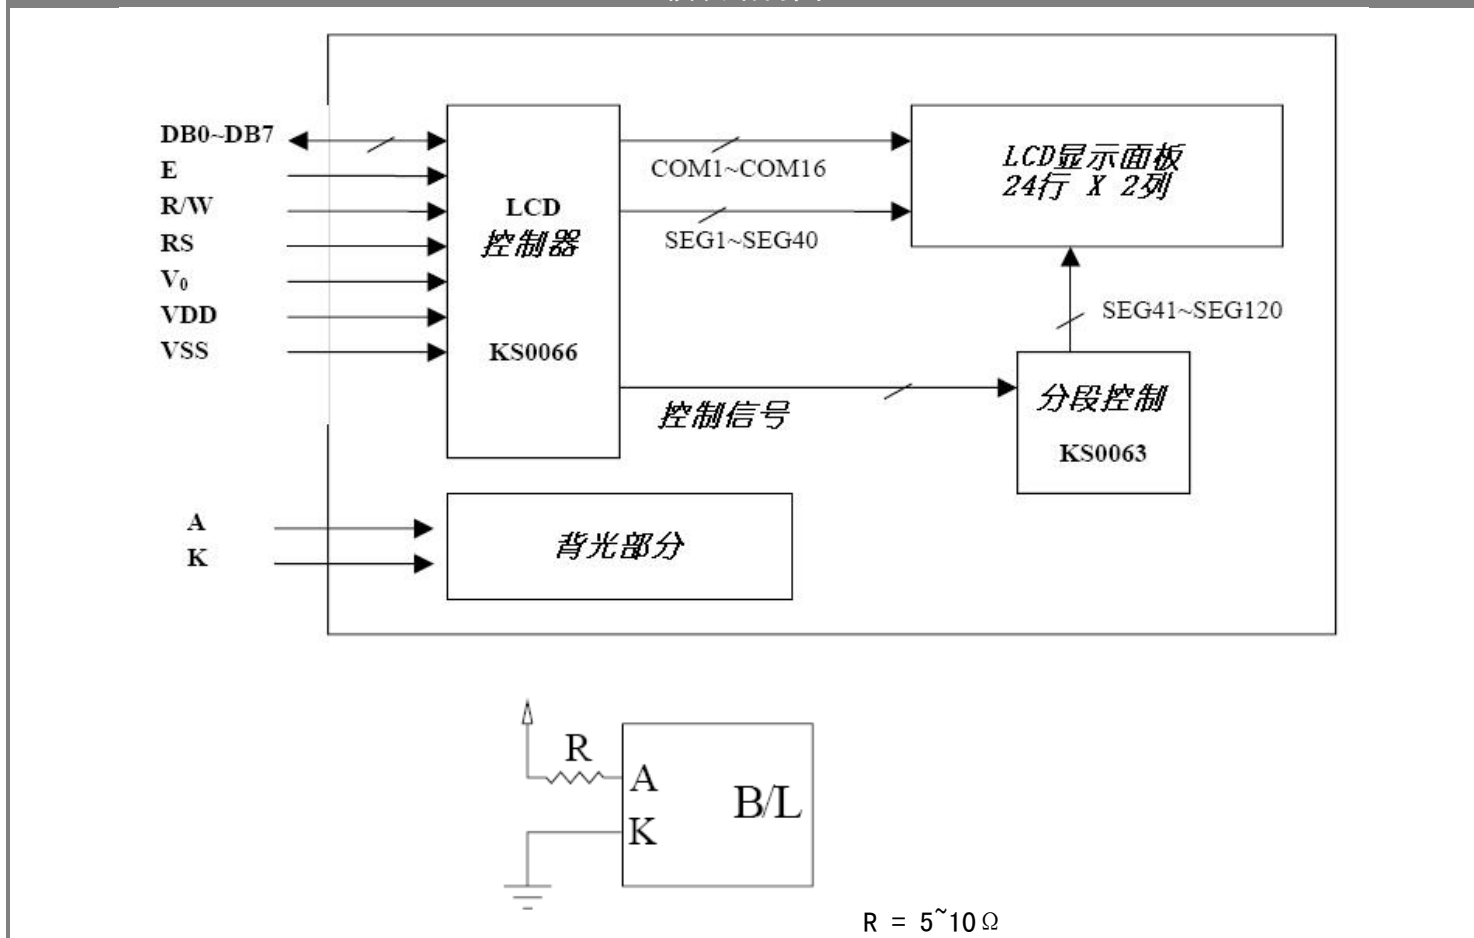 DB0~DB7
E
R/W
RS
V₀
VDD
VSS
LCD
控制器
KS0066
COM1~COM16
SEG1~SEG40
LCD显示面板
24行 X 2列
SEG41~SEG120
控制信号
分段控制
KS0063
A
K
背光部分
R
A
K
B/L
R = 5~10Ω